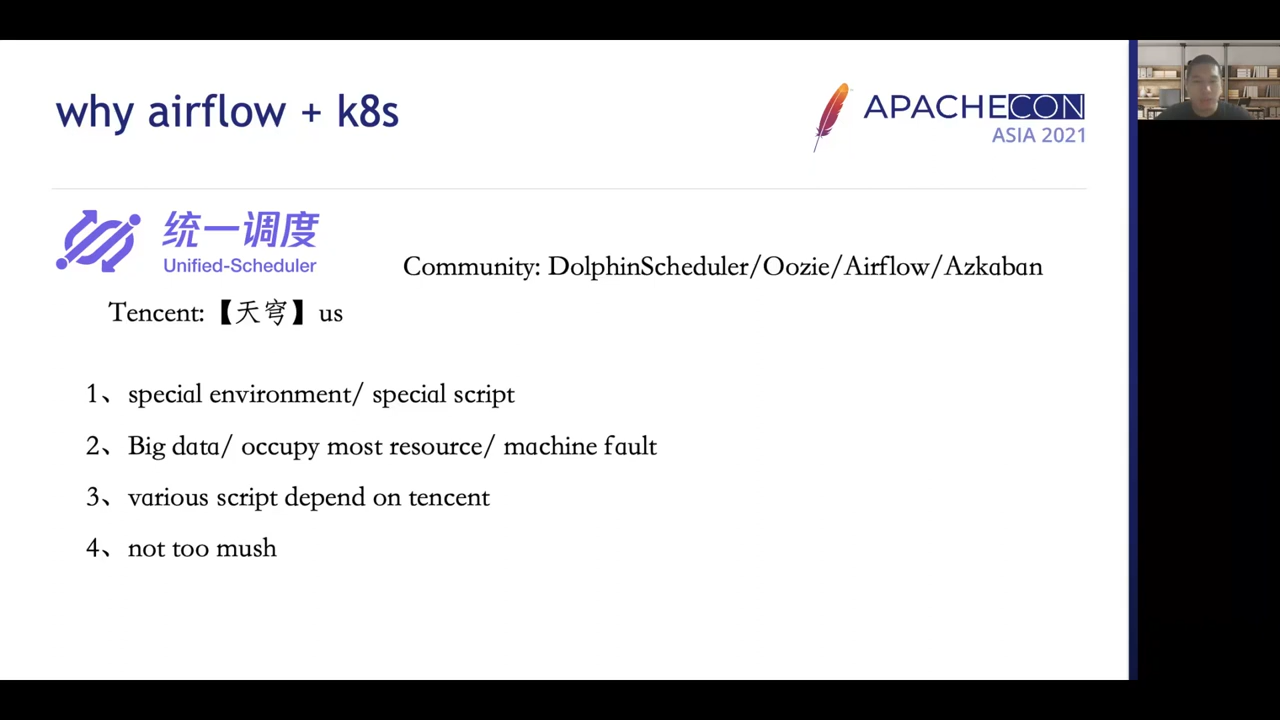 why airflow + k8s
APACHECON
ASIA 2021
统一调度
Unified-Scheduler
Community: DolphinScheduler/Oozie/Airflow/Azkaban
Tencent:【天穹】us
1、special environment/ special script
2、Big data/ occupy most resource/ machine fault
3、various script depend on tencent
4、not too mush